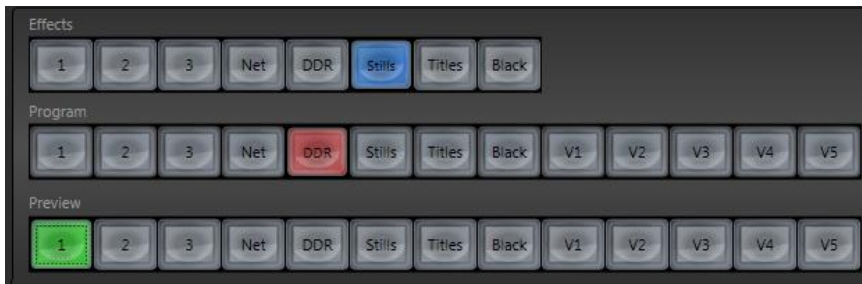 Effects
1 2 3 Net DDR Stills Titles Black
Program
1 2 3 Net DDR Stills Titles Black V1 V2 V3 V4 V5
Preview
1 2 3 Net DDR Stills Titles Black V1 V2 V3 V4 V5